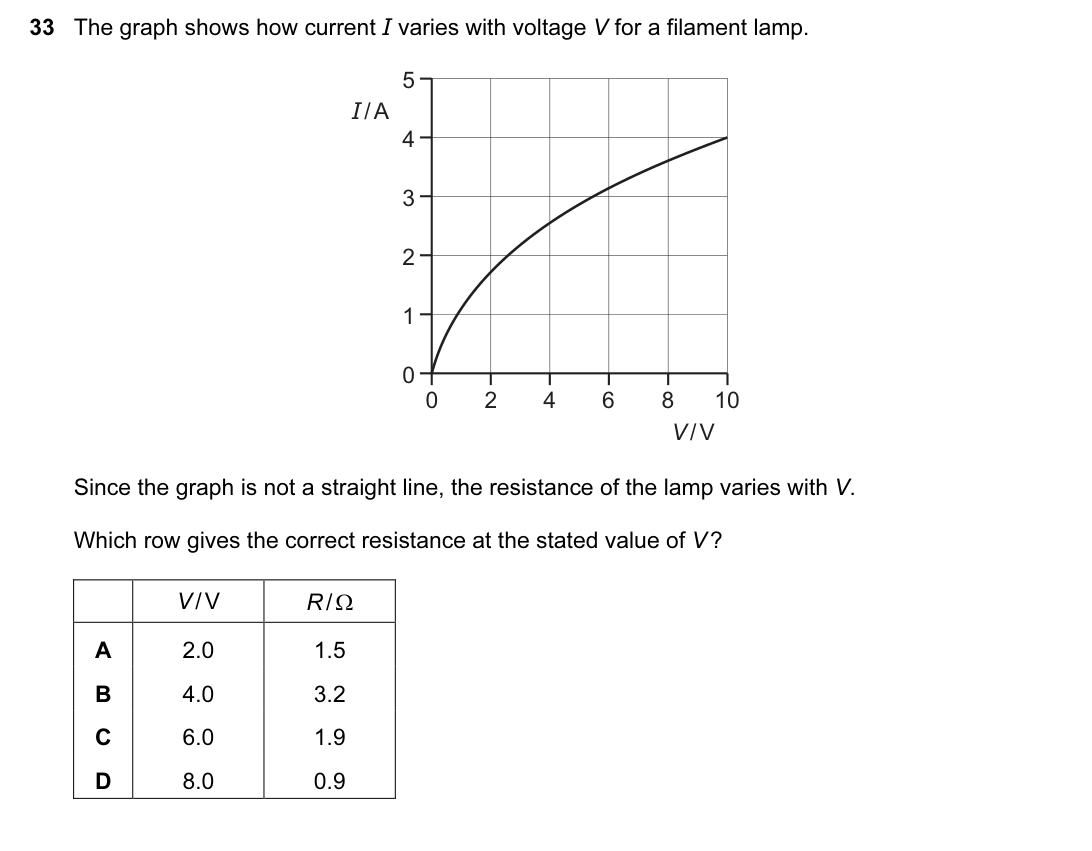 33 The graph shows how current I varies with voltage V for a filament lamp.
5
I/A
4
3
2
1
0
0 2 4 6 8 10
V/V
Since the graph is not a straight line, the resistance of the lamp varies with V.
Which row gives the correct resistance at the stated value of V?
V/V R/Ω
A 2.0 1.5
B 4.0 3.2
C 6.0 1.9
D 8.0 0.9